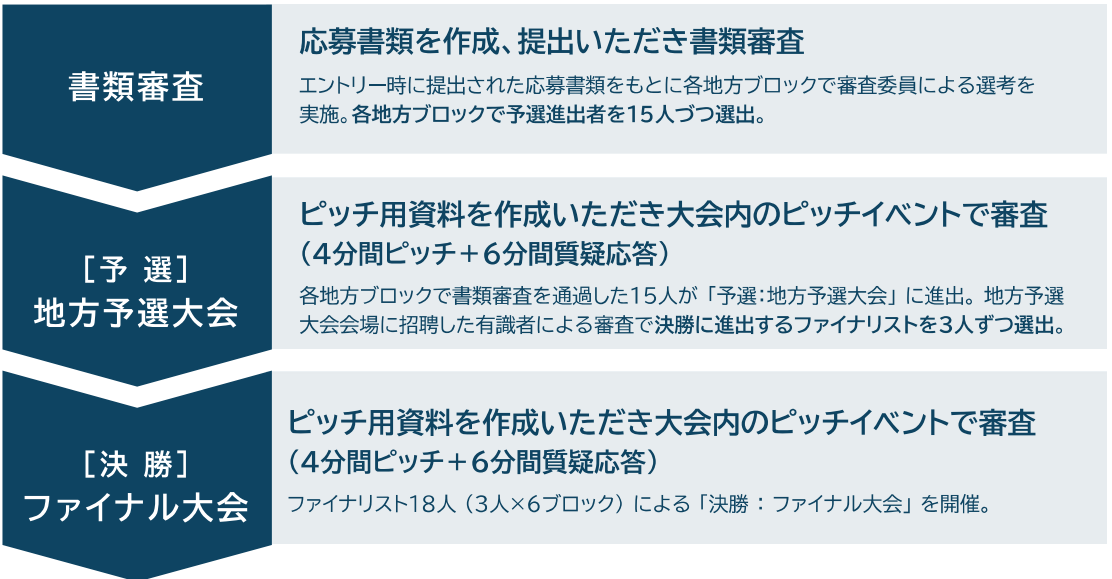 書類審査
応募書類を作成、提出いただき書類審査
エントリー時に提出された応募書類をもとに各地方ブロックで審査委員による選考を
実施。各地方ブロックで予選進出者を15人づつ選出。
［予 選］
地方予選大会
ピッチ用資料を作成いただき大会内のピッチイベントで審査
（4分間ピッチ＋6分間質疑応答）
各地方ブロックで書類審査を通過した15人が「予選：地方予選大会」に進出。地方予選
大会会場に招聘した有識者による審査で決勝に進出するファイナリストを3人ずつ選出。
［決 勝］
ファイナル大会
ピッチ用資料を作成いただき大会内のピッチイベントで審査
（4分間ピッチ＋6分間質疑応答）
ファイナリスト18人（3人×6ブロック）による「決勝：ファイナル大会」を開催。